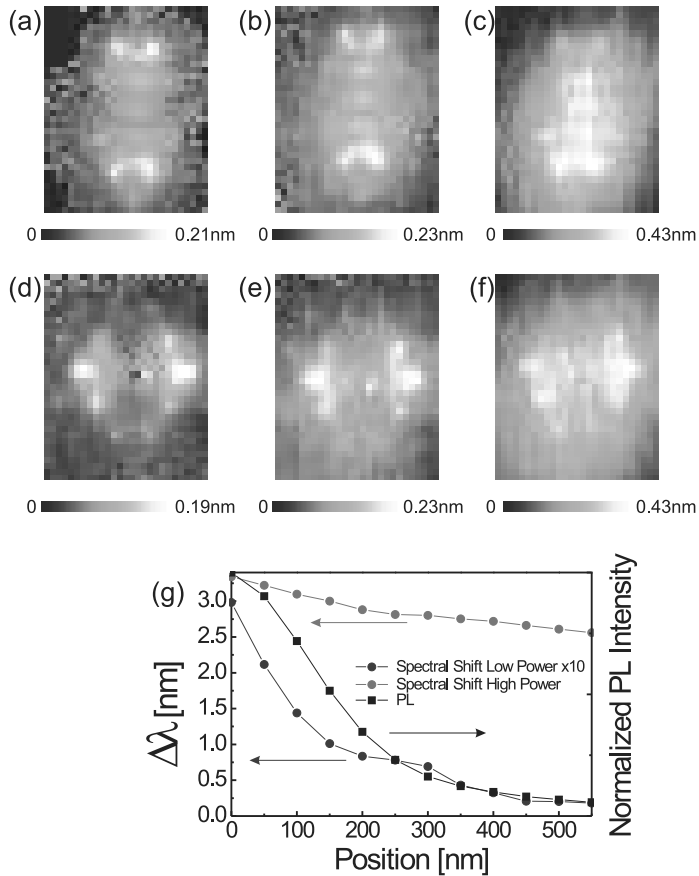 (a) (b) (c)
0 0.21nm 0 0.23nm 0 0.43nm
(d) (e) (f)
0 0.19nm 0 0.23nm 0 0.43nm
(g)
Δλ [nm]
3.0
2.5
2.0
1.5
1.0
0.5
0.0
Spectral Shift Low Power x10
Spectral Shift High Power
PL
Normalized PL Intensity
0 100 200 300 400 500
Position [nm]